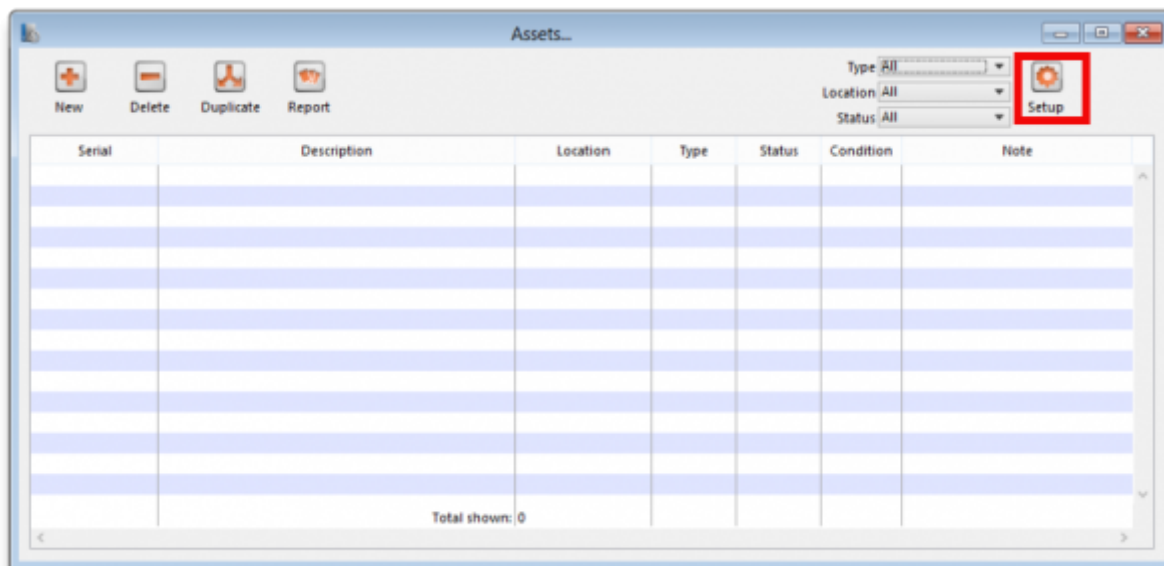 Assets...
New Delete Duplicate Report
Type All
Location All
Status All
Setup
Serial Description Location Type Status Condition Note
Total shown: 0